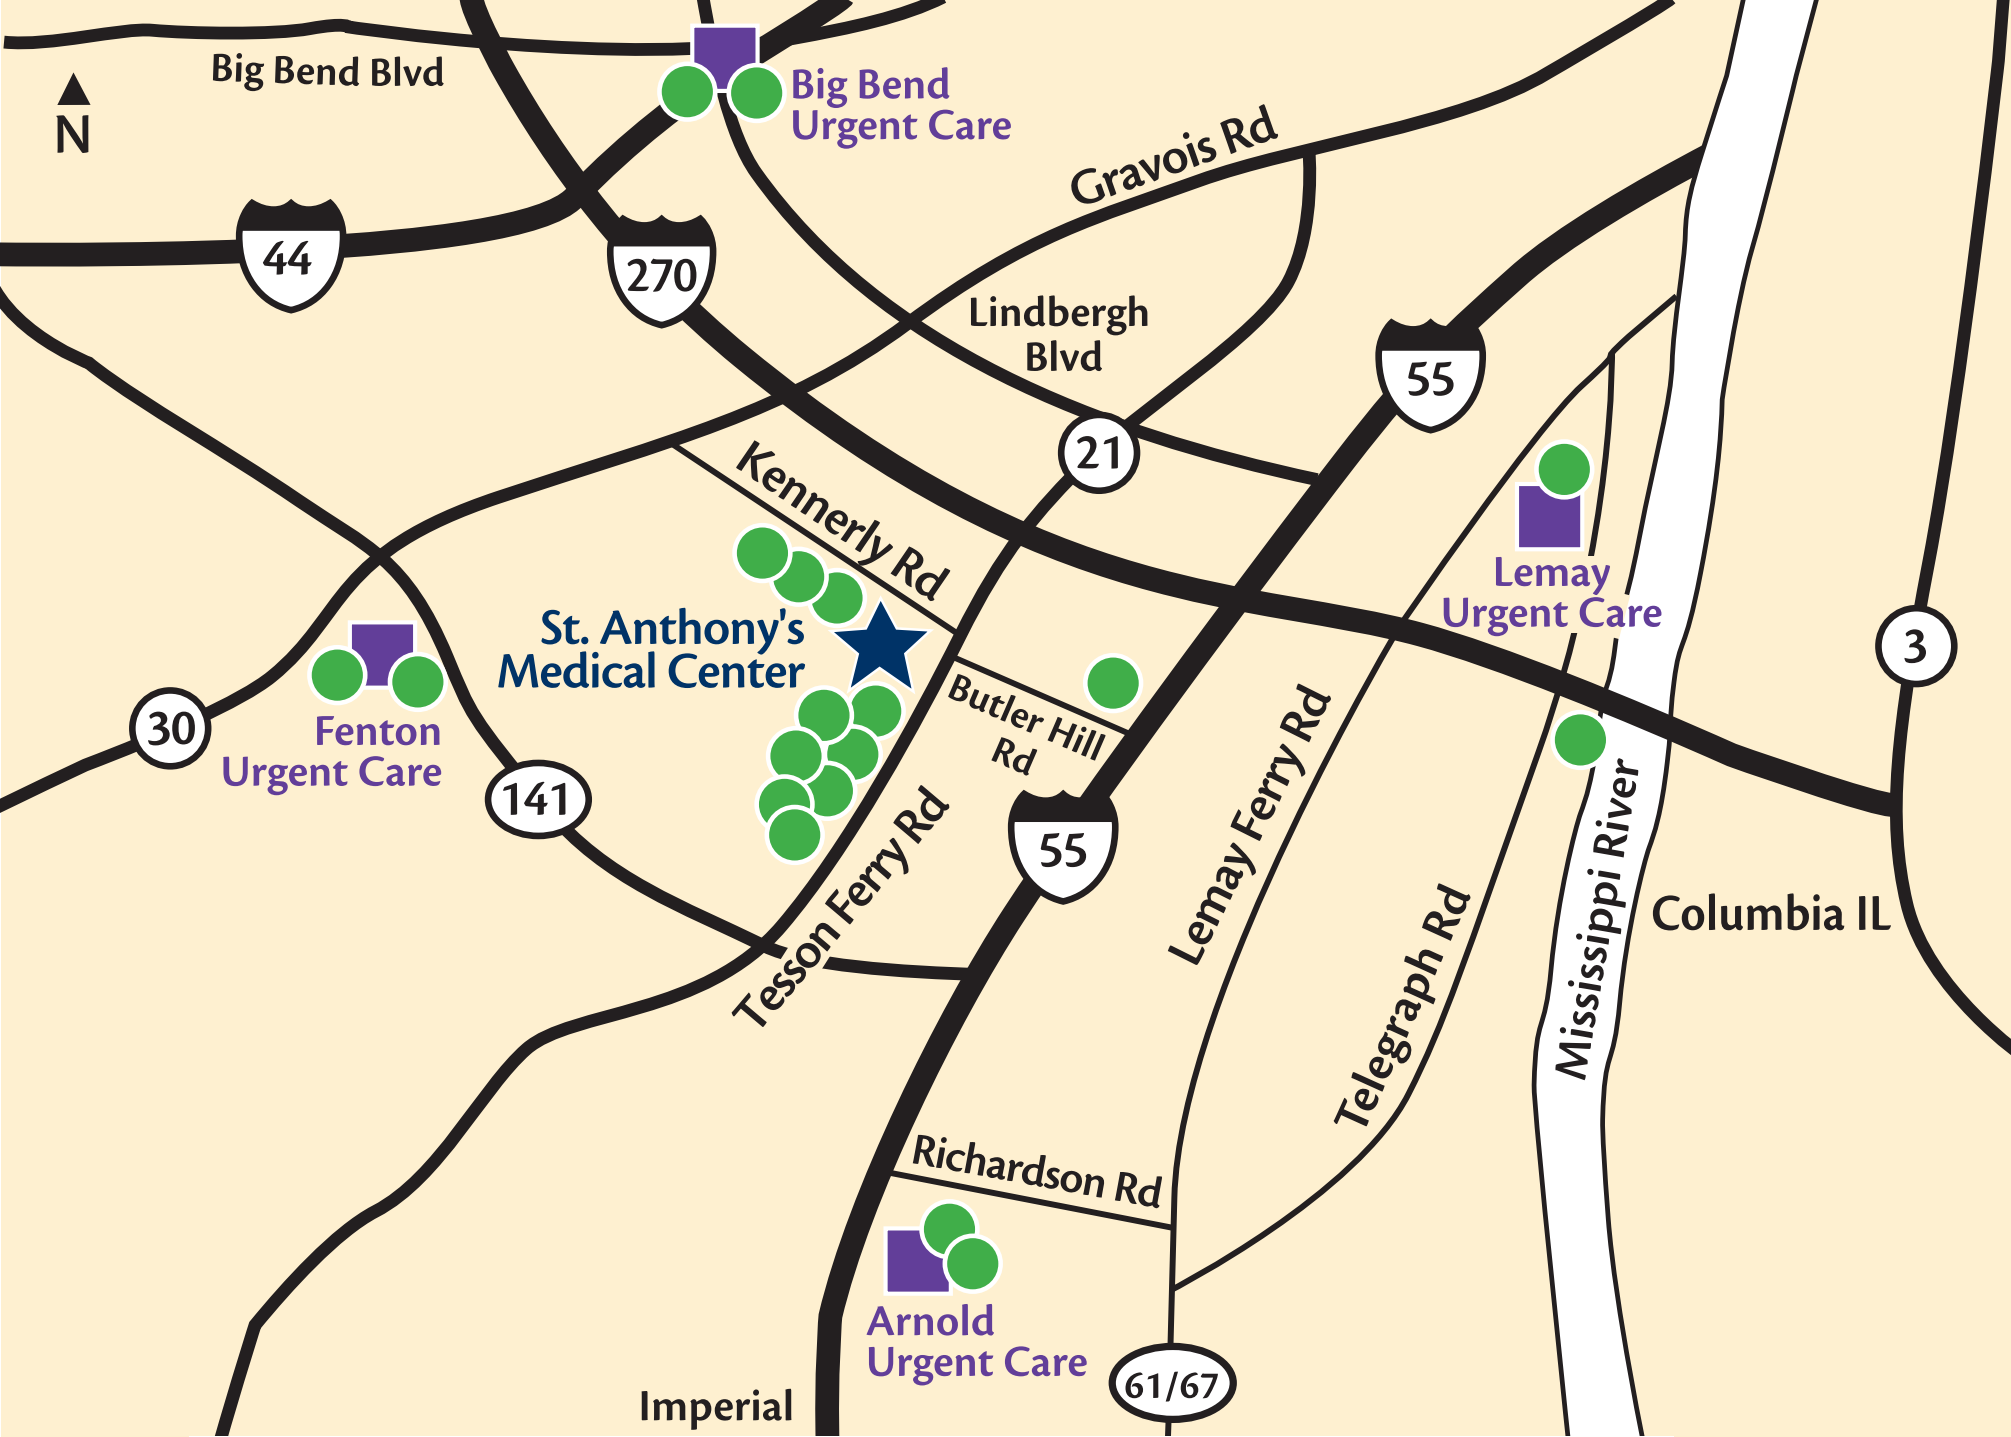 Big Bend Blvd
N
Big Bend
Urgent Care
Gravois Rd
44
270
Lindbergh
Blvd
55
21
Kennerly Rd
Lemay
Urgent Care
St. Anthony's
Medical Center
3
30
Fenton
Urgent Care
Butler Hill
Rd
141
55
Tesson Ferry Rd
Lemay Ferry Rd
Telegraph Rd
Mississippi River
Columbia IL
Richardson Rd
Arnold
Urgent Care
61/67
Imperial